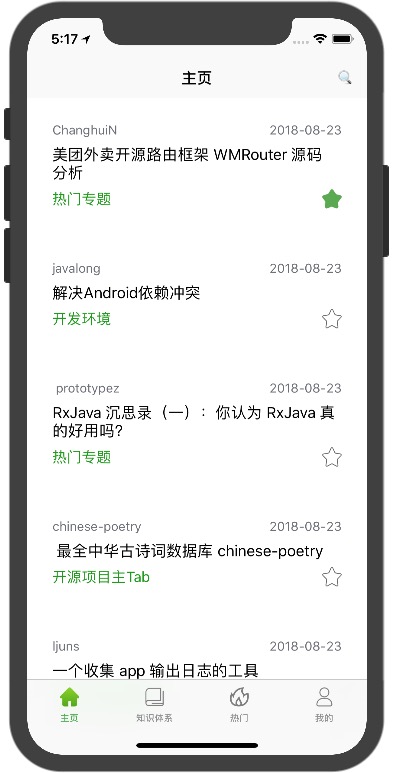 5:17
主页
ChanghuiN 2018-08-23
美团外卖开源路由框架 WMRouter 源码
分析
热门专题
javalong 2018-08-23
解决Android依赖冲突
开发环境
prototypez 2018-08-23
RxJava 沉思录（一）：你认为 RxJava 真
的好用吗?
热门专题
chinese-poetry 2018-08-23
最全中华古诗词数据库 chinese-poetry
开源项目主Tab
ljuns 2018-08-23
一个收集 app 输出日志的工具
主页 知识体系 热门 我的